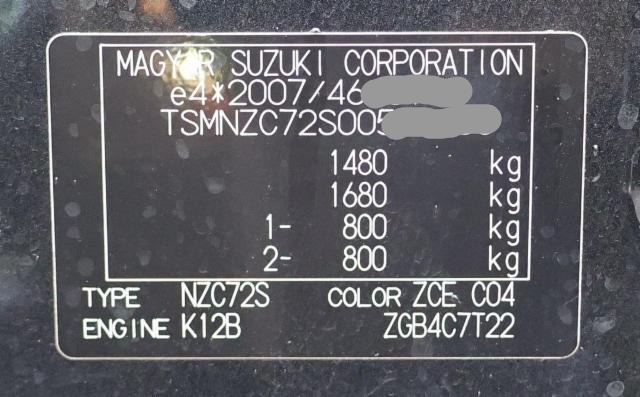 MAGYAR SUZUKI CORPORATION
e4*2007/46
TSMNZC72S005
1480 kg
1680 kg
1- 800 kg
2- 800 kg
TYPE NZC72S COLOR ZCE C04
ENGINE K12B ZGB4C7T22